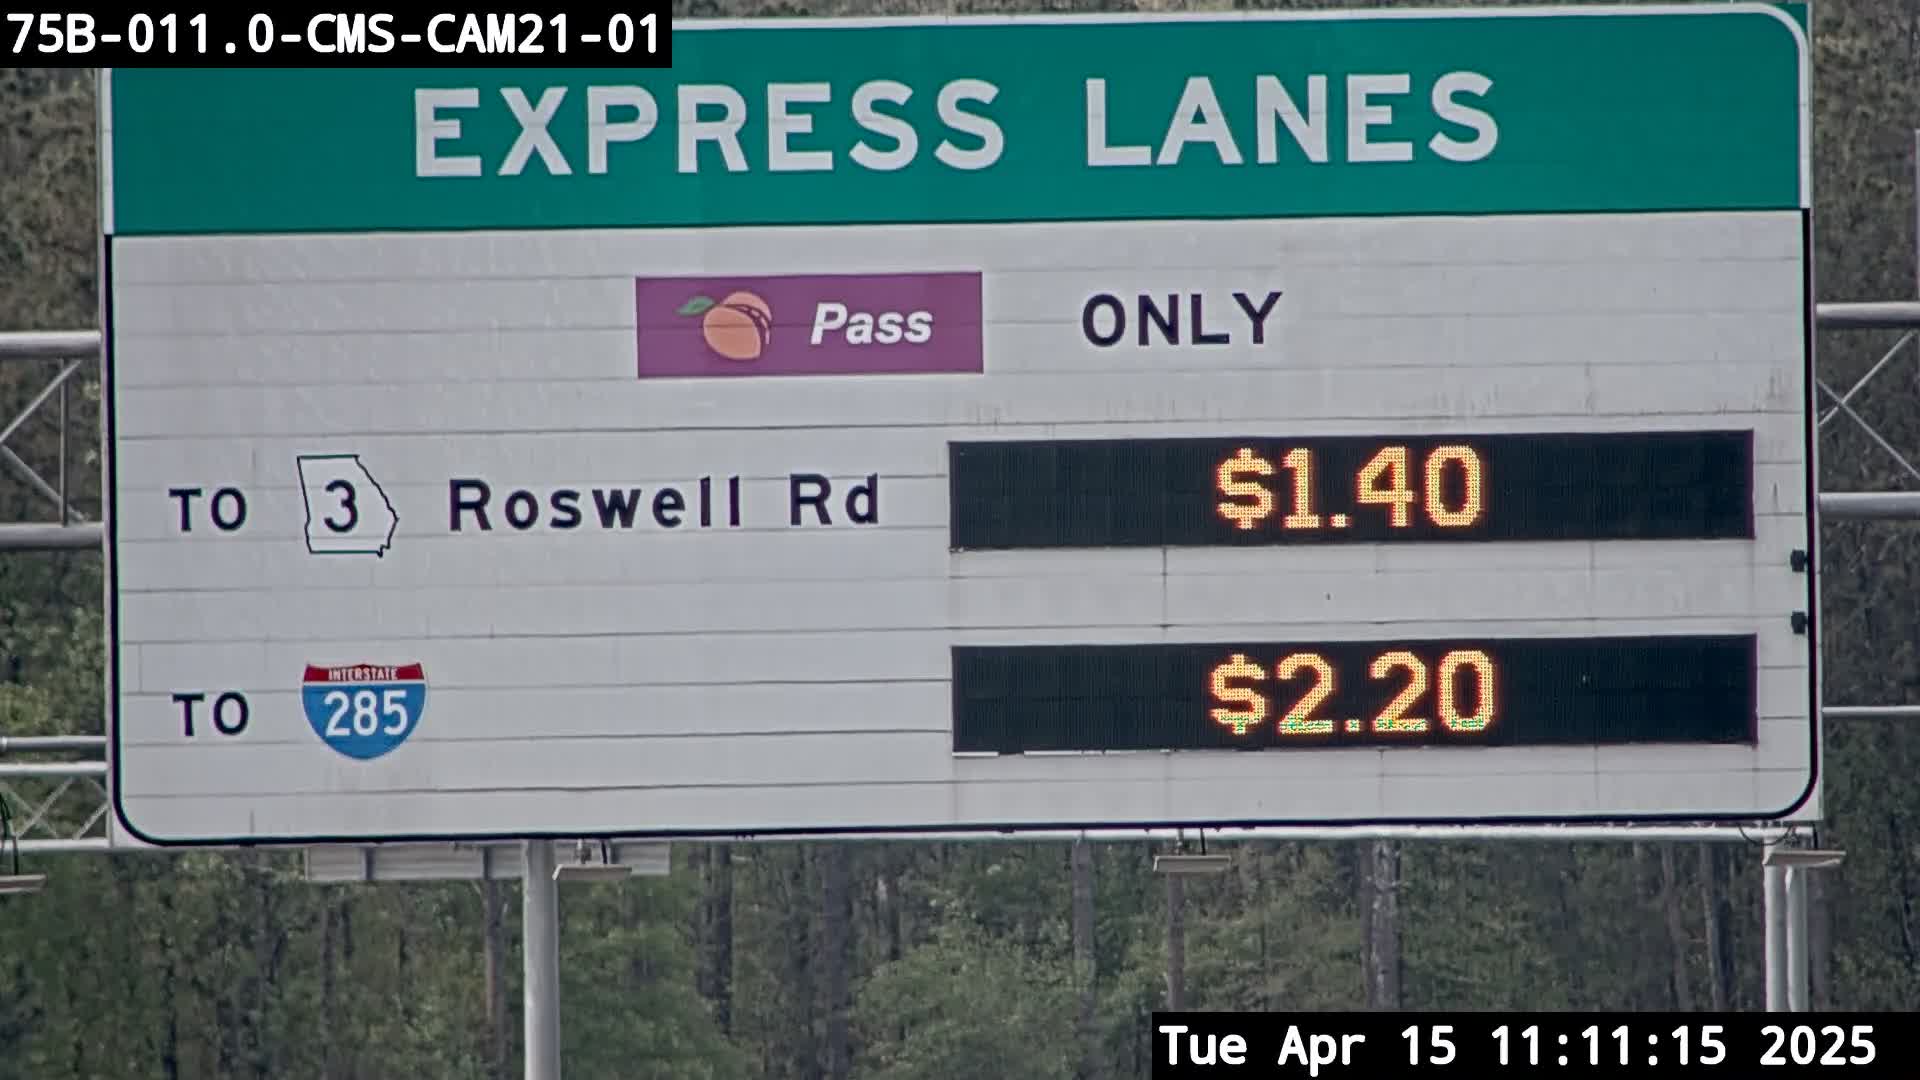 75B-011.0-CMS-CAM21-01
EXPRESS LANES
Pass ONLY
TO 3 Roswell Rd $1.40
TO INTERSTATE 285 $2.20
Tue Apr 15 11:11:15 2025